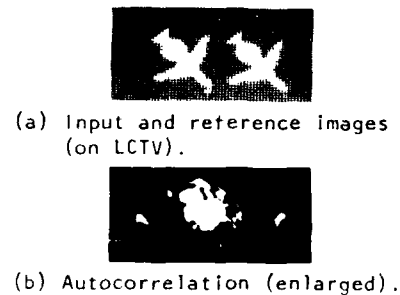 (a) Input and reference images
(on LCTV).
(b) Autocorrelation (enlarged).